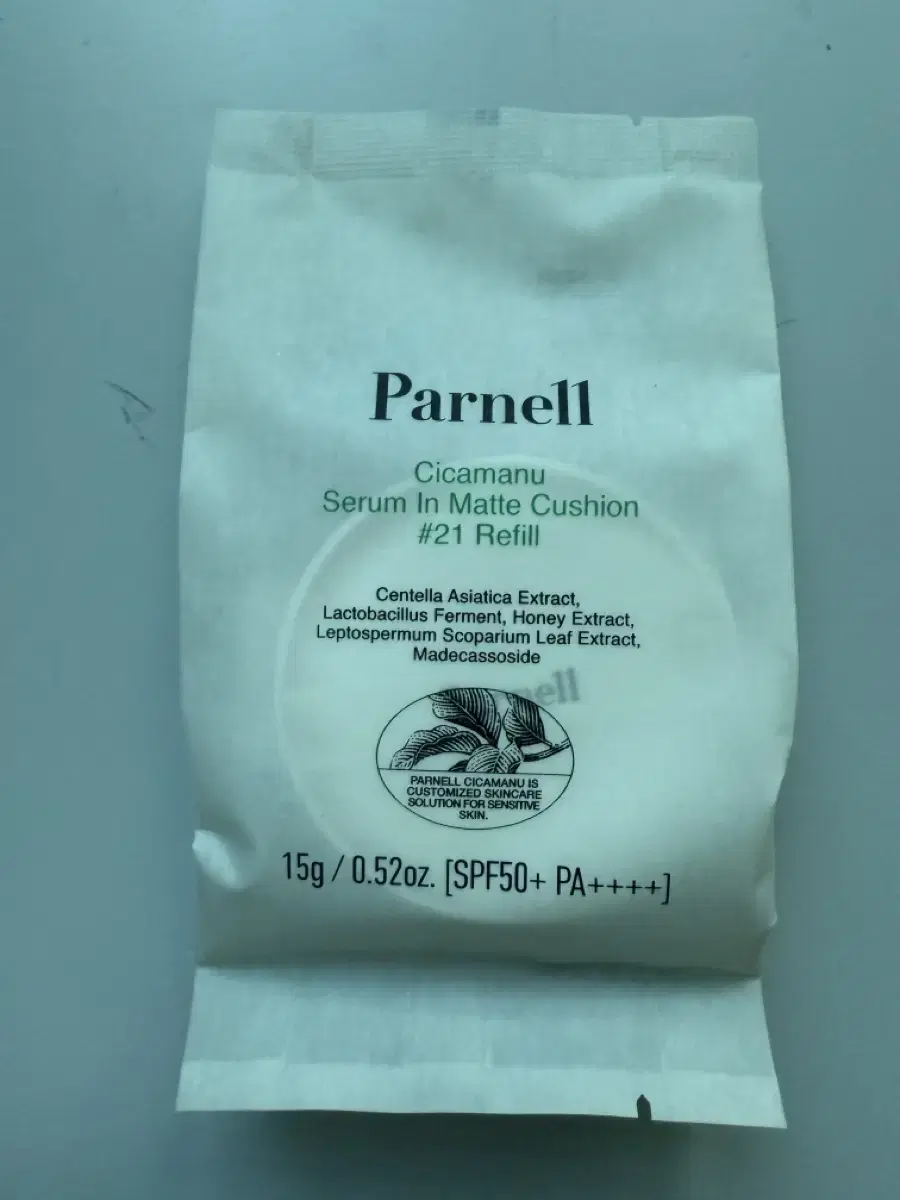 Parnell
Cicamanu
Serum In Matte Cushion
#21 Refill
Centella Asiatica Extract,
Lactobacillus Ferment, Honey Extract,
Leptospermum Scoparium Leaf Extract,
Madecassoside
nell
PARNELL CICAMANU IS
CUSTOMIZED SKINCARE
SOLUTION FOR SENSITIVE
SKIN.
15g / 0.52oz. [SPF50+ PA++++]